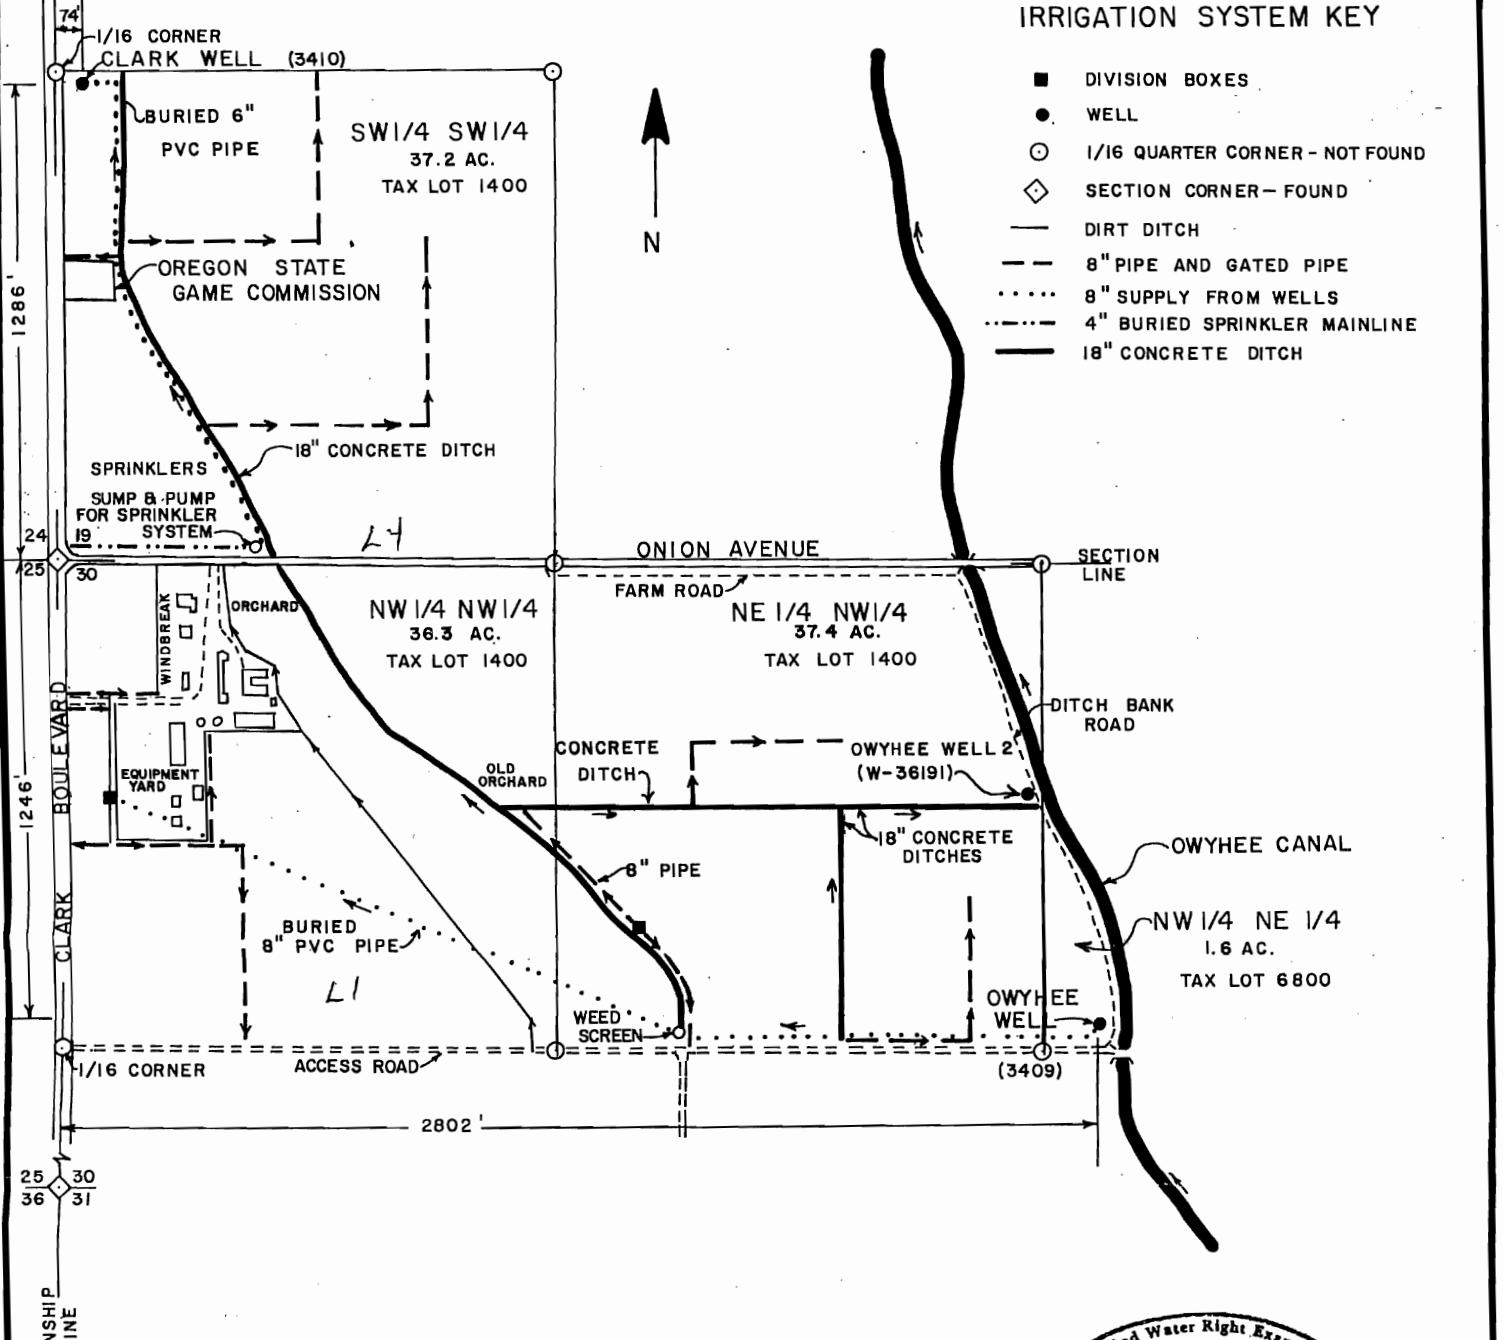 IRRIGATION SYSTEM KEY
DIVISION BOXES
WELL
1/16 QUARTER CORNER - NOT FOUND
SECTION CORNER - FOUND
DIRT DITCH
8" PIPE AND GATED PIPE
8" SUPPLY FROM WELLS
4" BURIED SPRINKLER MAINLINE
18" CONCRETE DITCH
74'
1/16 CORNER
CLARK WELL (3410)
BURIED 6"
PVC PIPE
SW1/4 SW1/4
37.2 AC.
TAX LOT 1400
N
OREGON STATE
GAME COMMISSION
1286'
18" CONCRETE DITCH
SPRINKLERS
SUMP & PUMP
FOR SPRINKLER
SYSTEM
L4
24
19
25
30
ONION AVENUE
SECTION
LINE
FARM ROAD
WINDBREAK
ORCHARD
NW1/4 NW1/4
36.3 AC.
TAX LOT 1400
NE 1/4 NW1/4
37.4 AC.
TAX LOT 1400
DITCH BANK
ROAD
CLARK BOULEVARD
1246'
EQUIPMENT
YARD
OLD
ORCHARD
CONCRETE
DITCH
OWYHEE WELL 2
(W-36191)
18" CONCRETE
DITCHES
OWYHEE CANAL
8" PIPE
BURIED
8" PVC PIPE
L1
NW 1/4 NE 1/4
1.6 AC.
TAX LOT 6800
WEED
SCREEN
OWYHEE
WELL
1/16 CORNER
ACCESS ROAD
(3409)
2802'
25
30
36
31
NSHIP
INE
Water Right Exa